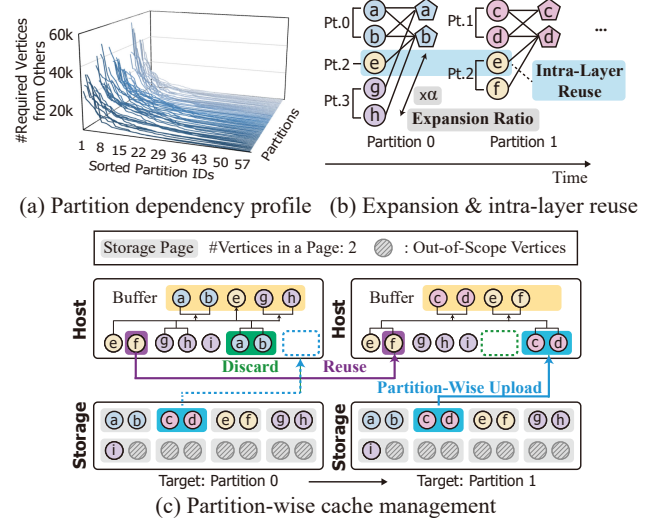 60k
40k
20k
#Required Vertices
from Others
1 8 15 22 29 36 43 50 57
Sorted Partition IDs
Partitions
(a) Partition dependency profile
Pt.0
a
b
Pt.2
e
Pt.3
g
h
a
b
xα
Expansion Ratio
Partition 0
Pt.1
c
d
Pt.2
e
f
c
d
...
Intra-Layer
Reuse
Partition 1
Time
(b) Expansion & intra-layer reuse
Storage Page #Vertices in a Page: 2 : Out-of-Scope Vertices
Host
Buffer a b e g h
e f g h i a b
Discard Reuse
Host
Buffer c d e f
e f g h i c d
Partition-Wise Upload
Storage
a b c d e f g h
i
Target: Partition 0
Storage
a b c d e f g h
i
Target: Partition 1
(c) Partition-wise cache management